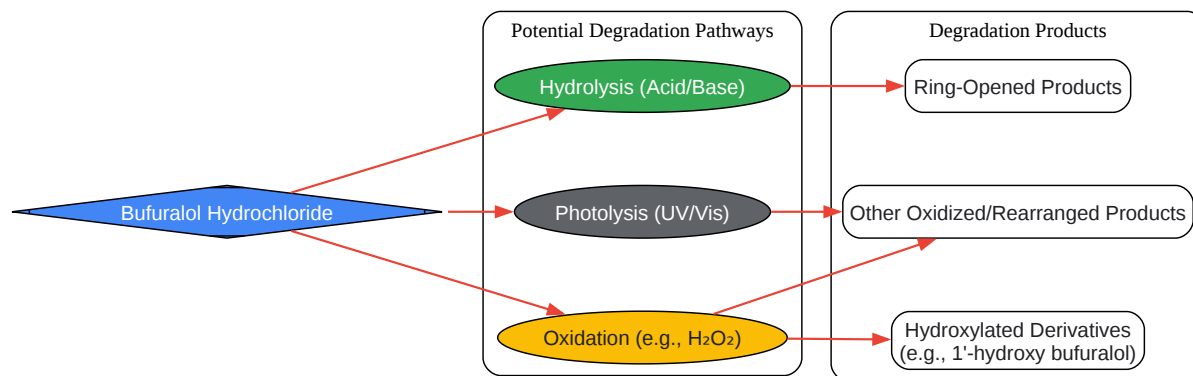 Potential Degradation Pathways
Degradation Products
Hydrolysis (Acid/Base)
Ring-Opened Products
Bufuralol Hydrochloride
Photolysis (UV/Vis)
Other Oxidized/Rearranged Products
Oxidation (e.g., H₂O₂)
Hydroxylated Derivatives
(e.g., 1'-hydroxy bufuralol)